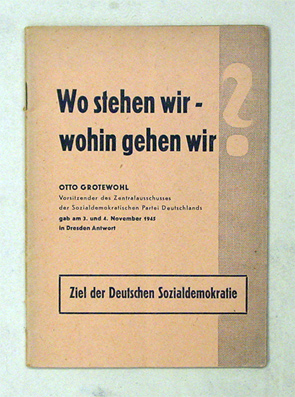 Wo stehen wir -
wohin gehen wir ?
OTTO GROTEWOHL
Vorsitzender des Zentralausschusses
der Sozialdemokratischen Partei Deutschlands
gab am 3. und 4. November 1945
in Dresden Antwort
Ziel der Deutschen Sozialdemokratie